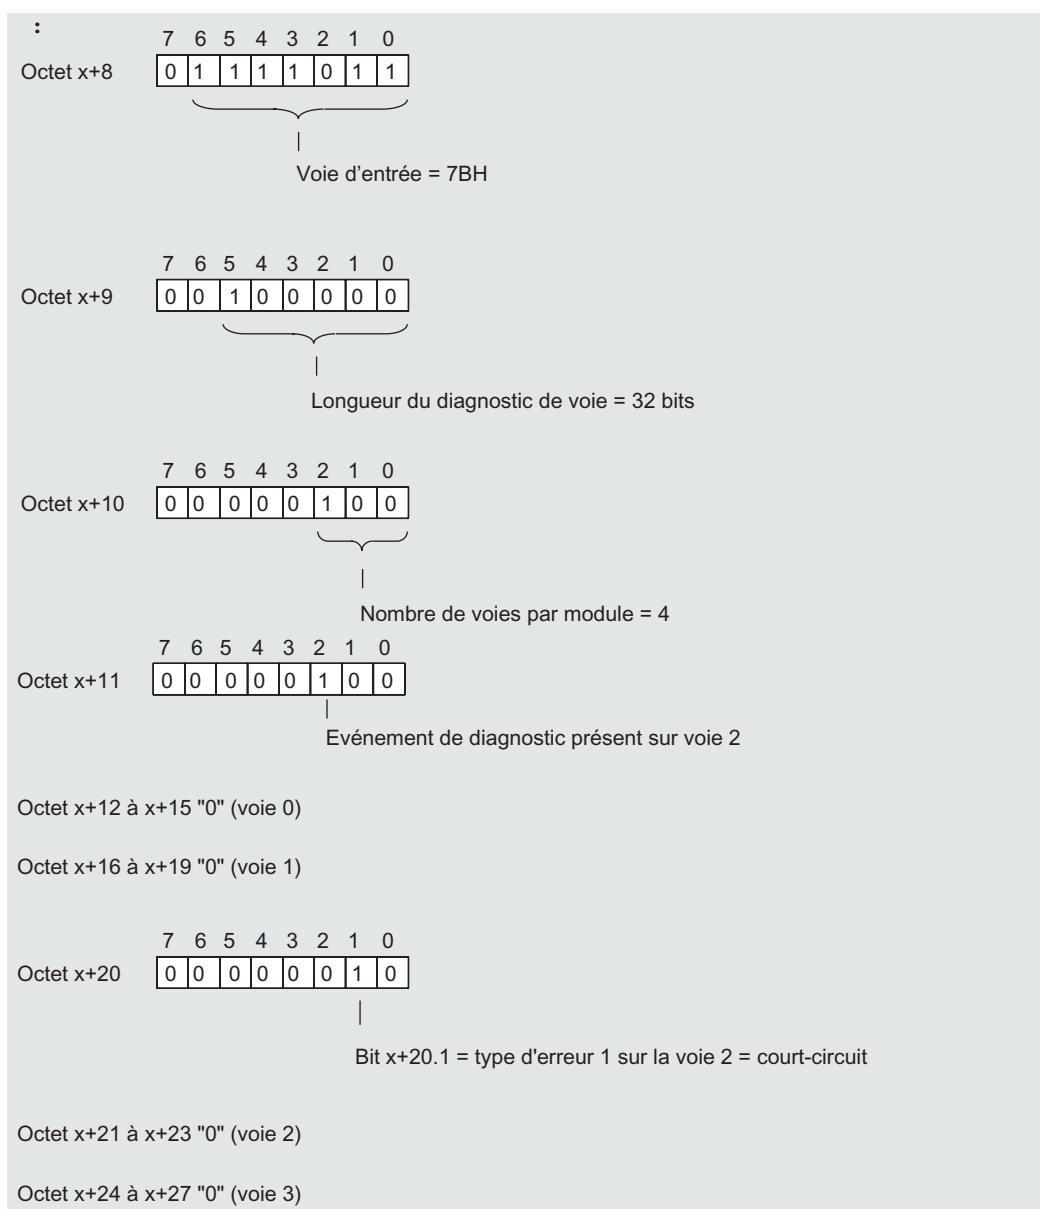 :
7 6 5 4 3 2 1 0
Octet x+8 0 1 1 1 1 0 1 1
Voie d'entrée = 7BH
7 6 5 4 3 2 1 0
Octet x+9 0 0 1 0 0 0 0 0
Longueur du diagnostic de voie = 32 bits
7 6 5 4 3 2 1 0
Octet x+10 0 0 0 0 0 1 0 0
Nombre de voies par module = 4
7 6 5 4 3 2 1 0
Octet x+11 0 0 0 0 0 1 0 0
Evénement de diagnostic présent sur voie 2
Octet x+12 à x+15 "0" (voie 0)
Octet x+16 à x+19 "0" (voie 1)
7 6 5 4 3 2 1 0
Octet x+20 0 0 0 0 0 0 1 0
Bit x+20.1 = type d'erreur 1 sur la voie 2 = court-circuit
Octet x+21 à x+23 "0" (voie 2)
Octet x+24 à x+27 "0" (voie 3)